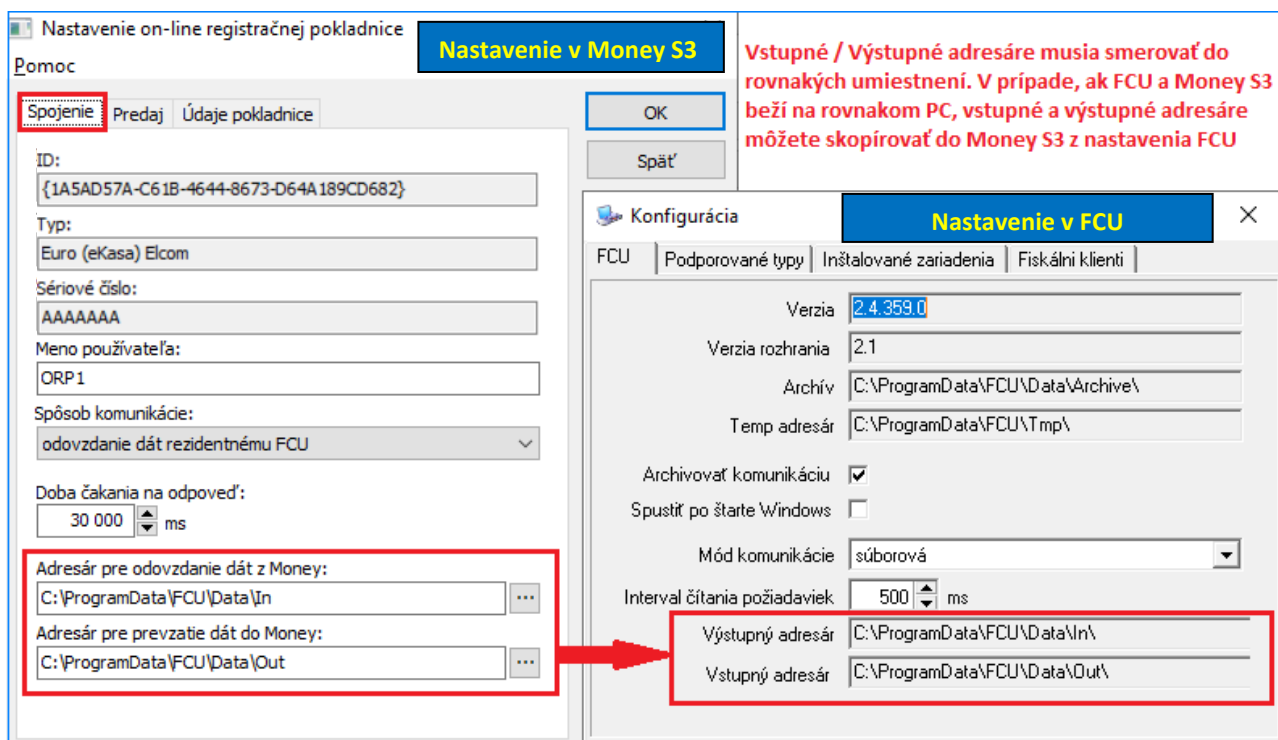 Nastavenie on-line registračnej pokladnice
Nastavenie v Money S3
Pomoc
Spojenie
Predaj
Údaje pokladnice
OK
Späť
ID:
{1A5AD57A-C61B-4644-8673-D64A189CD682}
Typ:
Euro (eKasa) Elcom
Sériové číslo:
AAAAAAA
Meno používateľa:
ORP1
Spôsob komunikácie:
odovzdanie dát rezidentnému FCU
Doba čakania na odpoveď:
30 000 ms
Adresár pre odovzdanie dát z Money:
C:\ProgramData\FCU\Data\In
...
Adresár pre prevzatie dát do Money:
C:\ProgramData\FCU\Data\Out
...
Vstupné / Výstupné adresáre musia smerovať do
rovnakých umiestnení. V prípade, ak FCU a Money S3
beží na rovnakom PC, vstupné a výstupné adresáre
môžete skopírovať do Money S3 z nastavenia FCU
Konfigurácia
Nastavenie v FCU
FCU
Podporované typy
Inštalované zariadenia
Fiskálni klienti
Verzia 2.4.359.0
Verzia rozhrania 2.1
Archív C:\ProgramData\FCU\Data\Archive\
Temp adresár C:\ProgramData\FCU\Tmp\
Archivovať komunikáciu
Spustiť po štarte Windows
Mód komunikácie súborová
Interval čítania požiadaviek 500 ms
Výstupný adresár C:\ProgramData\FCU\Data\In\
Vstupný adresár C:\ProgramData\FCU\Data\Out\